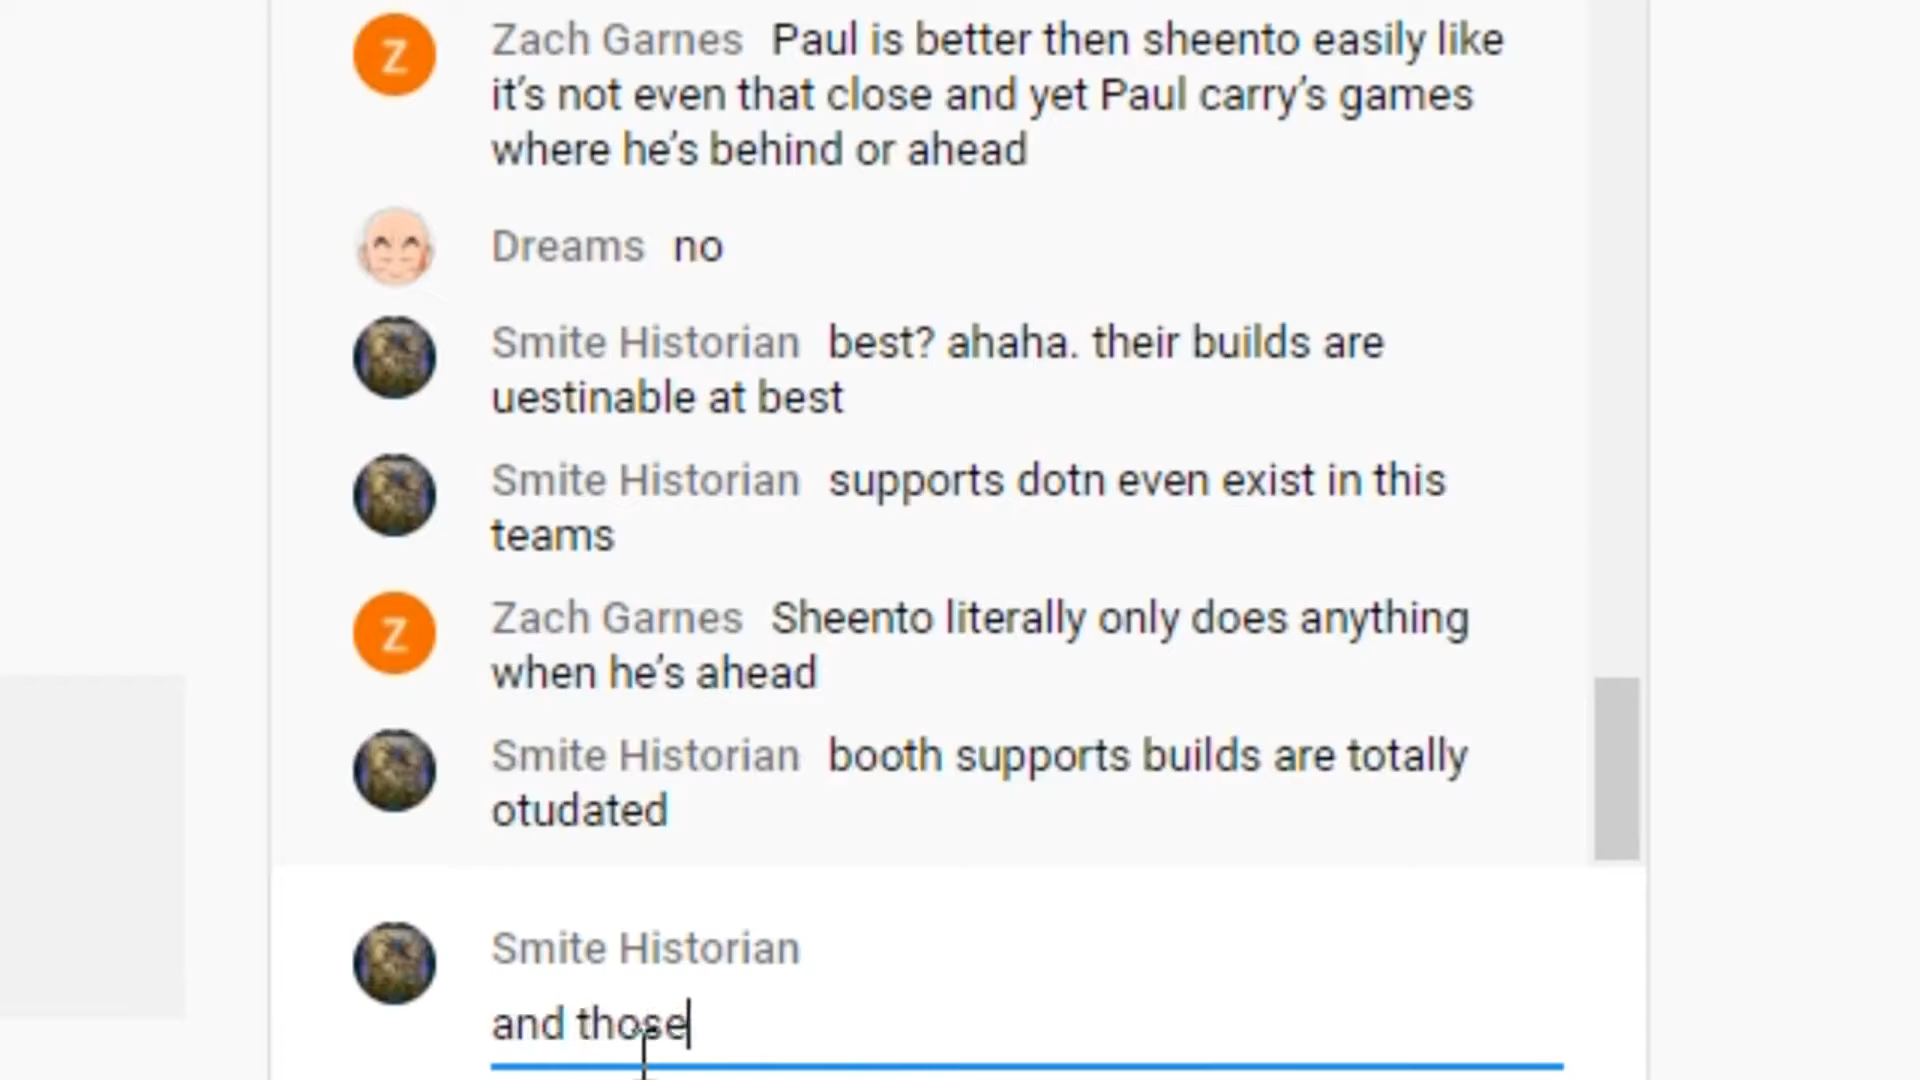 Z Zach Garnes Paul is better then sheento easily like
it's not even that close and yet Paul carry's games
where he's behind or ahead
Dreams no
Smite Historian best? ahaha. their builds are
uestinable at best
Smite Historian supports dotn even exist in this
teams
Z Zach Garnes Sheento literally only does anything
when he's ahead
Smite Historian booth supports builds are totally
otudated
Smite Historian
and those